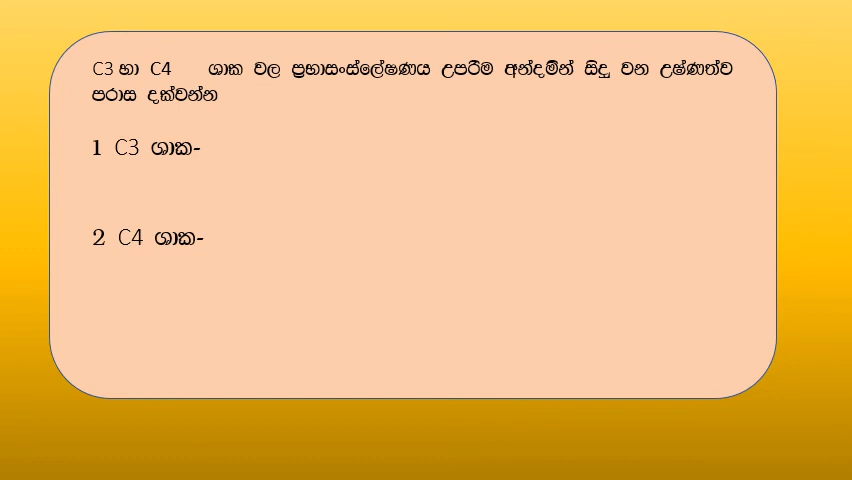 C3 හා C4 ශාක වල ප්‍රභාසංස්ලේෂණය උපරීම අන්දමින් සිදු වන උෂ්ණත්ව
පරාස දක්වන්න
1 C3 ශාක-
2 C4 ශාක-